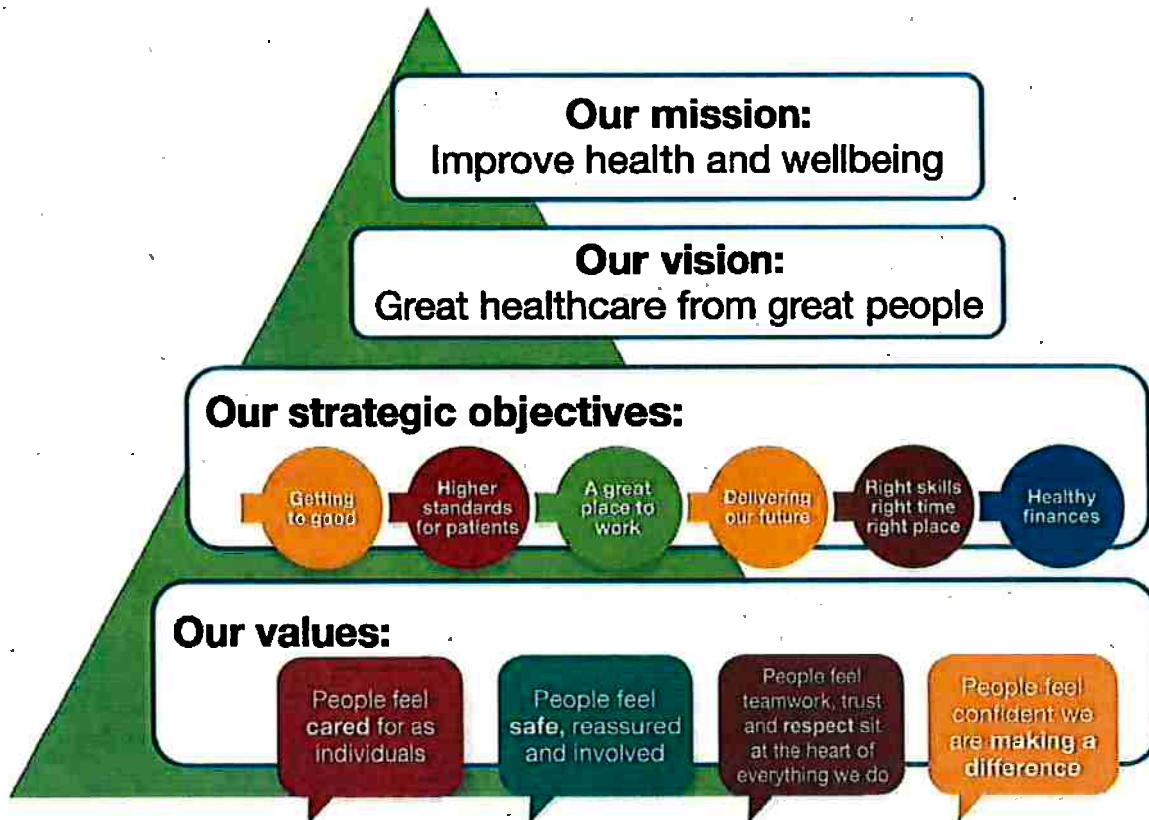 Our mission:
Improve health and wellbeing
Our vision:
Great healthcare from great people
Our strategic objectives:
Getting
to good
Higher
standards
for patients
A great
place to
work
Delivering
our future
Right skills
right time
right place
Healthy
finances
Our values:
People feel
cared for as
individuals
People feel
safe, reassured
and involved
People feel
teamwork, trust
and respect sit
at the heart of
everything we do
People feel
confident we
are making a
difference